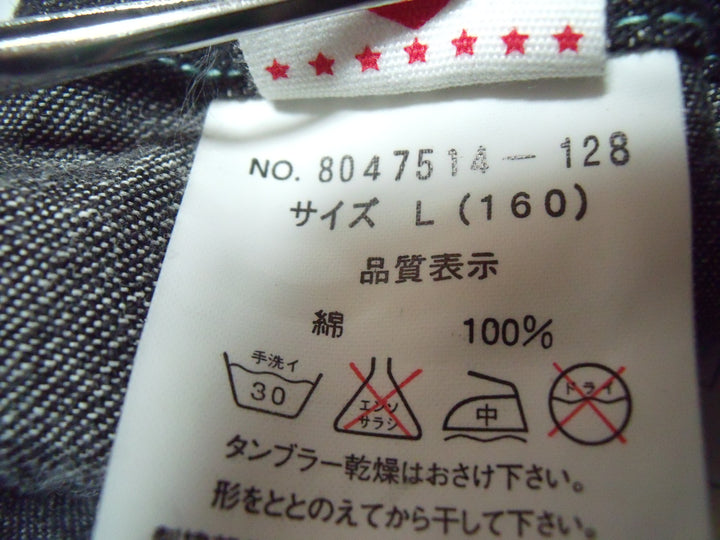 NO. 8047514-128
サイズ L(160)
品質表示
綿 100%
手洗イ
30
エンソ
サラシ
中
ドライ
タンブラー乾燥はおさけ下さい。
形をととのえてから干して下さい。